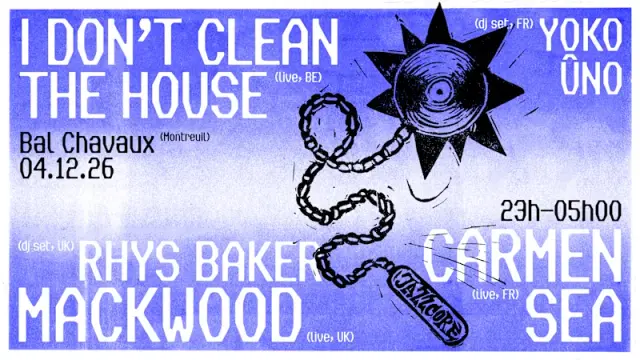 I DON'T CLEAN
THE HOUSE (live, BE)
(dj set, FR) YOKO
ÛNO
Bal Chavaux (Montreuil)
04.12.26
23h–05h00
(dj set, UK) RHYS BAKER
MACKWOOD (live, UK)
CARMEN
(live, FR) SEA
JAZZCORE